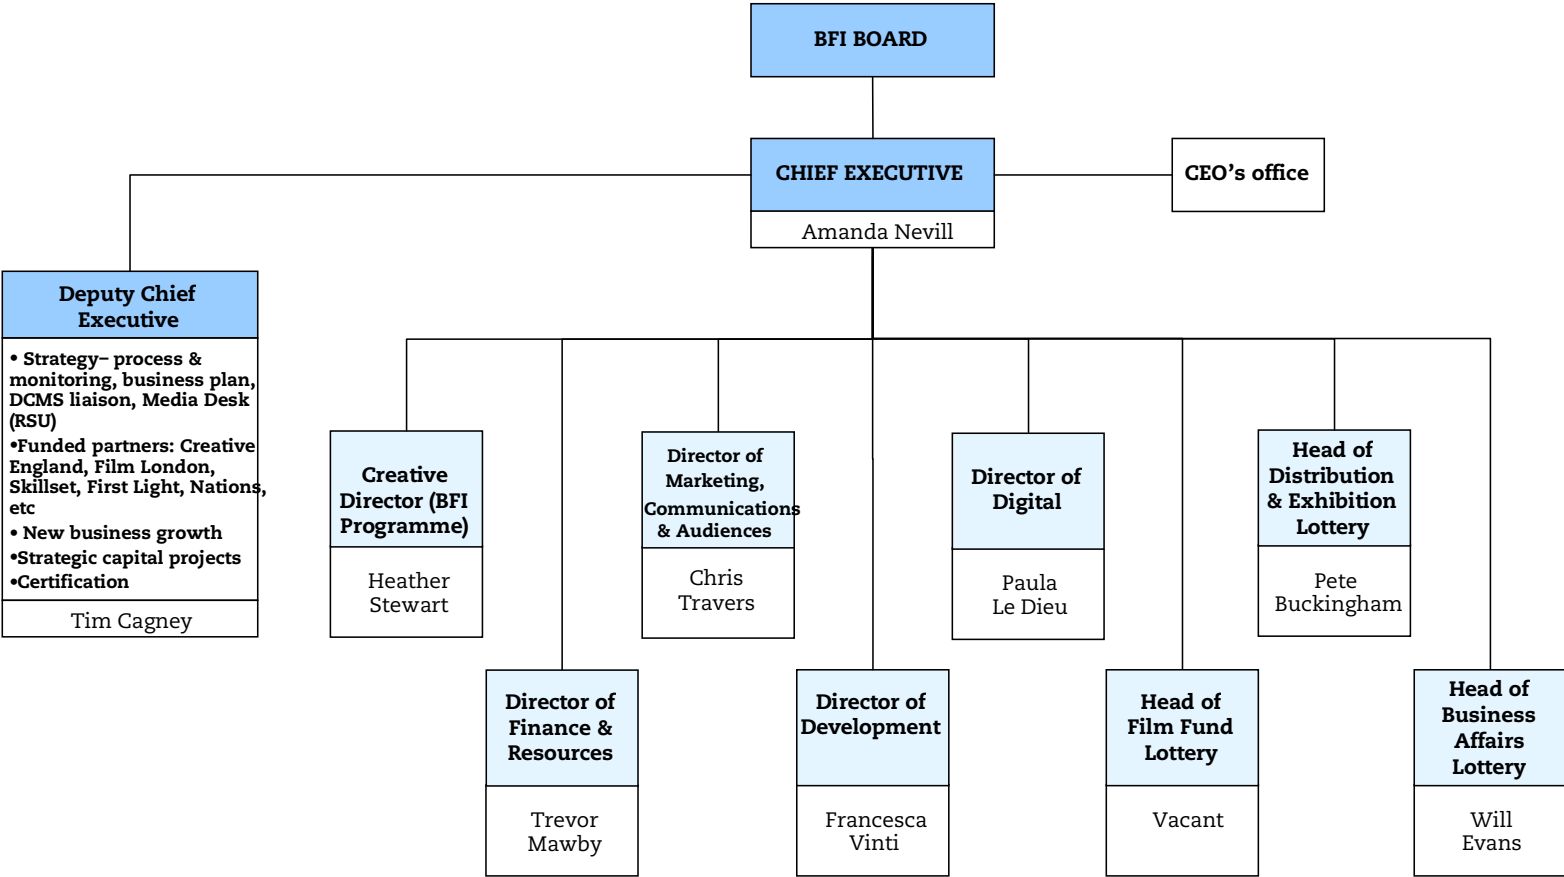 BFI BOARD
CHIEF EXECUTIVE
Amanda Nevill
CEO's office
Deputy Chief
Executive
• Strategy– process &
monitoring, business plan,
DCMS liaison, Media Desk
(RSU)
•Funded partners: Creative
England, Film London,
Skillset, First Light, Nations,
etc
• New business growth
•Strategic capital projects
•Certification
Tim Cagney
Creative
Director (BFI
Programme)
Heather
Stewart
Director of
Marketing,
Communications
& Audiences
Chris
Travers
Director of
Digital
Paula
Le Dieu
Head of
Distribution
& Exhibition
Lottery
Pete
Buckingham
Director of
Finance &
Resources
Trevor
Mawby
Director of
Development
Francesca
Vinti
Head of
Film Fund
Lottery
Vacant
Head of
Business
Affairs
Lottery
Will
Evans